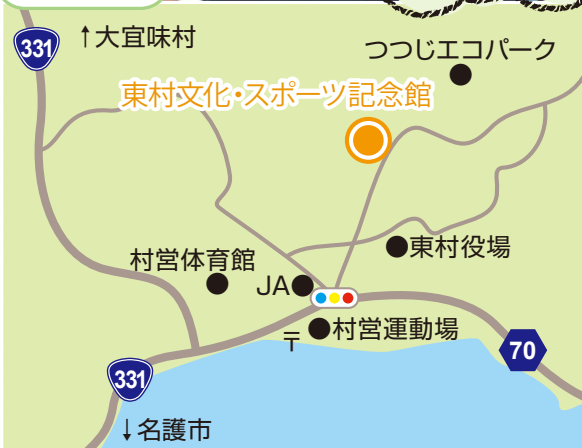 331
↑大宜味村
つつじエコパーク
東村文化・スポーツ記念館
東村役場
村営体育館
JA
〒
村営運動場
70
331
↓名護市